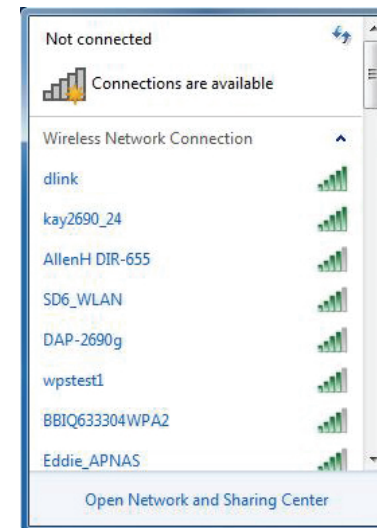 Not connected
Connections are available
Wireless Network Connection
dlink
kay2690_24
AllenH DIR-655
SD6_WLAN
DAP-2690g
wpstest1
BBIQ633304WPA2
Eddie_APNAS
Open Network and Sharing Center